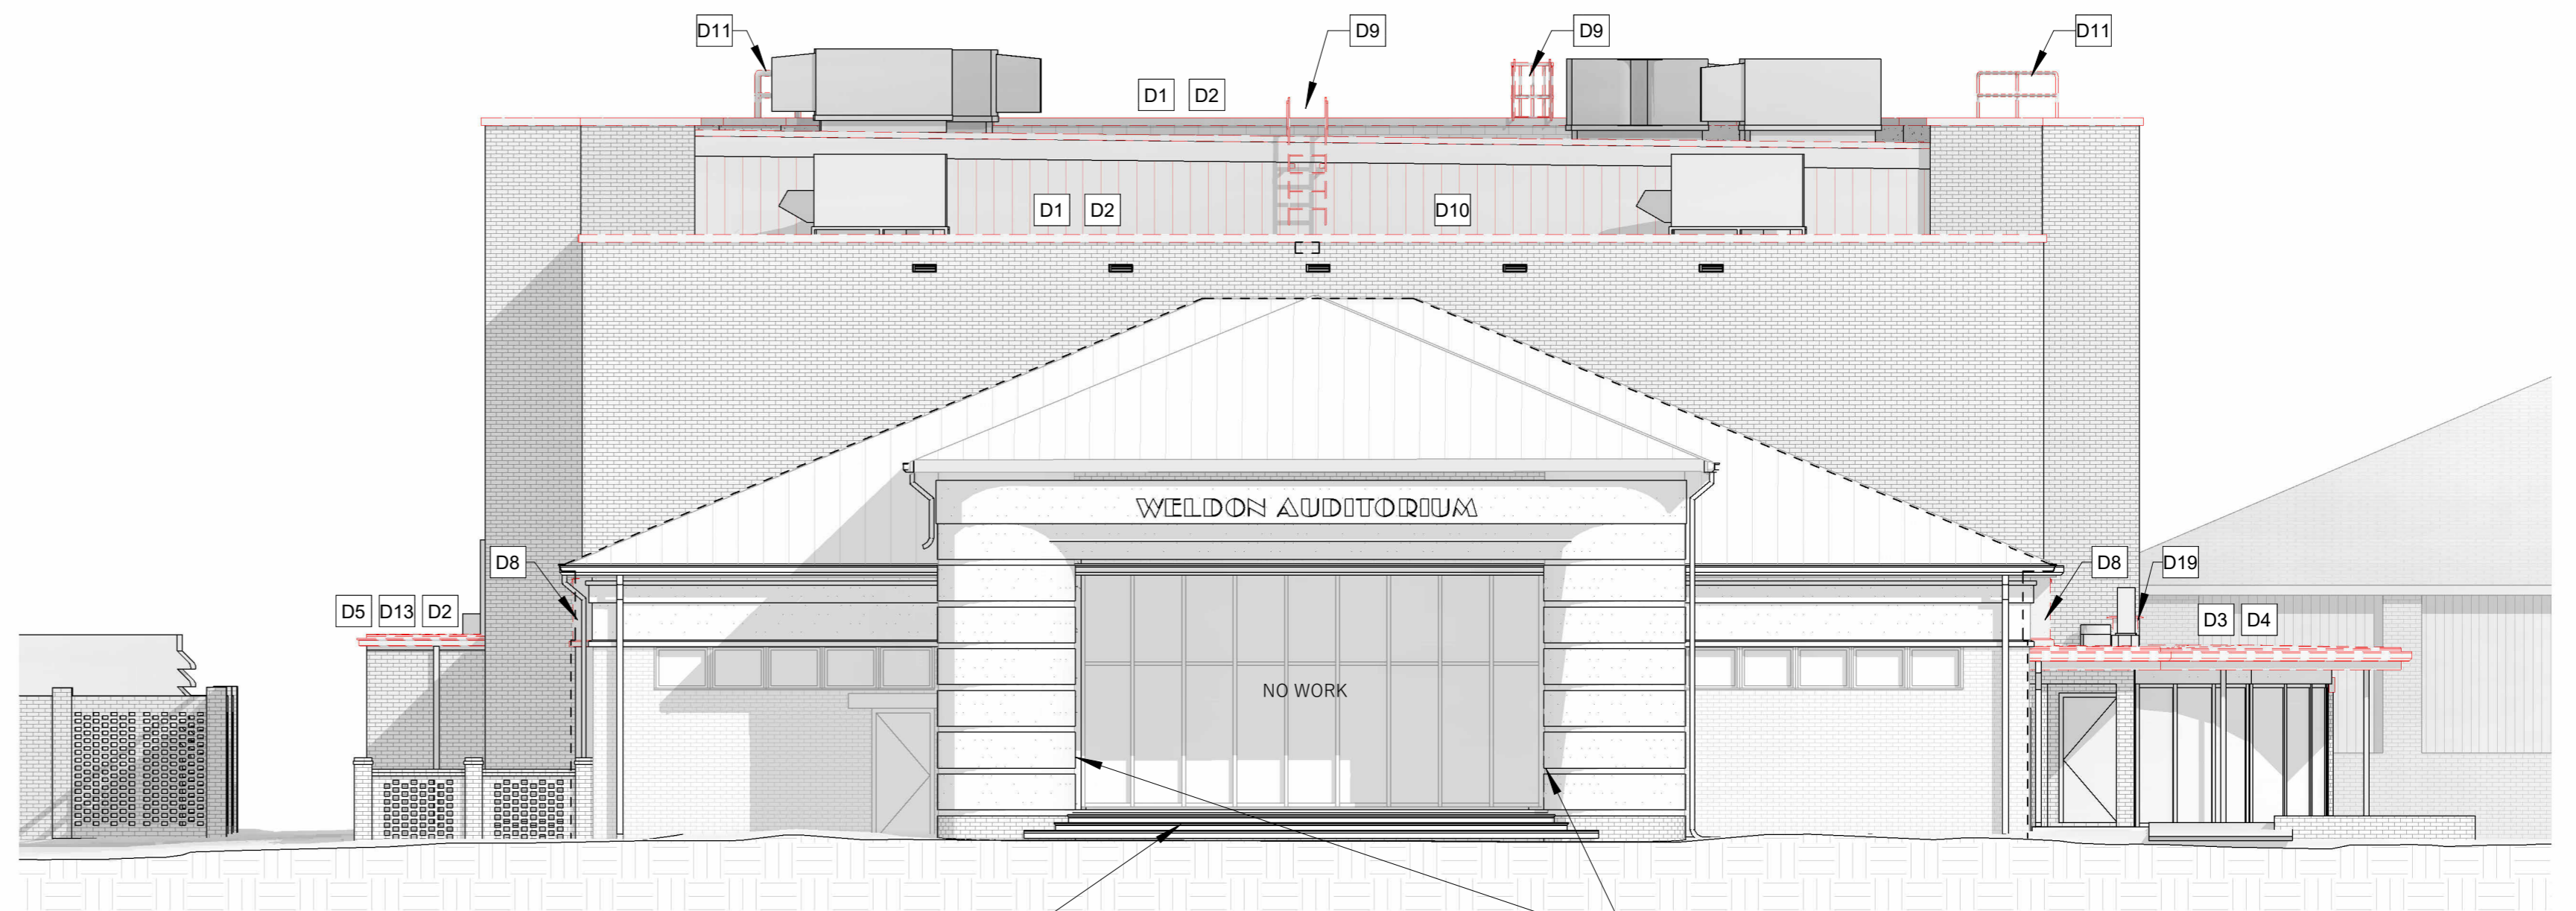 D11 D9 D9 D11
D1 D2
D1 D2 D10
WELDON AUDITORIUM
D8 D8 D19
D5 D13 D2 D3 D4
NO WORK